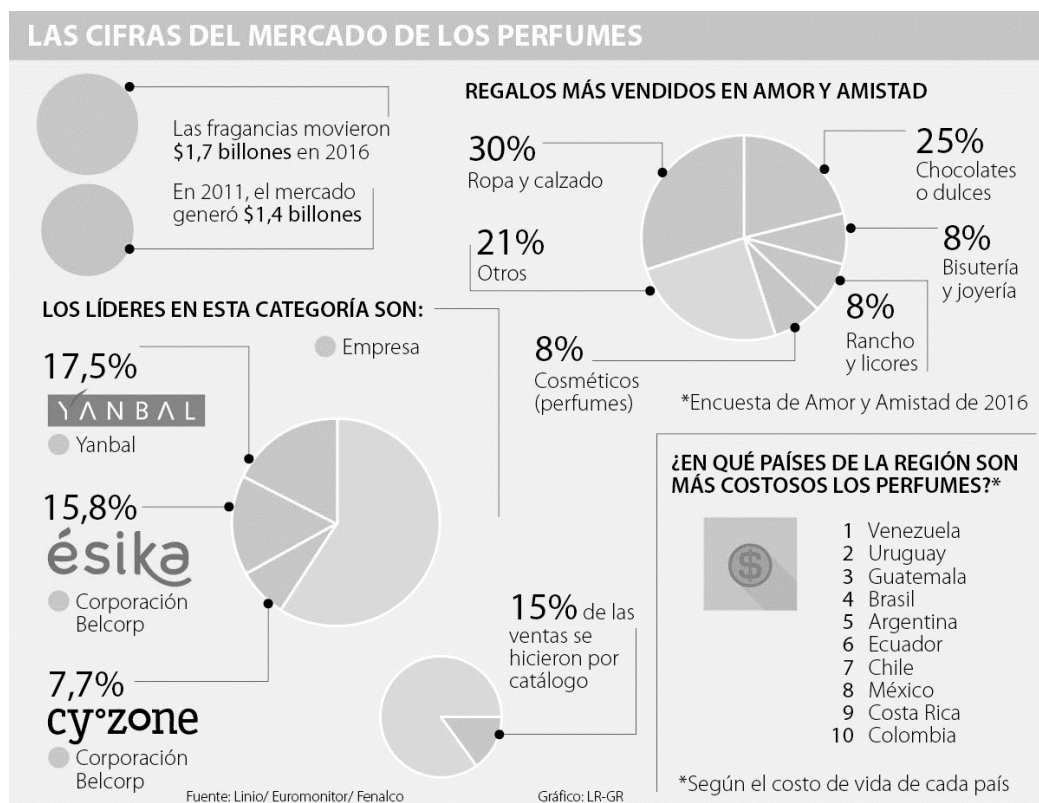 LAS CIFRAS DEL MERCADO DE LOS PERFUMES
Las fragancias movieron
$1,7 billones en 2016
En 2011, el mercado
generó $1,4 billones
REGALOS MÁS VENDIDOS EN AMOR Y AMISTAD
30%
Ropa y calzado
25%
Chocolates
o dulces
21%
Otros
8%
Bisutería
y joyería
8%
Rancho
y licores
8%
Cosméticos
(perfumes)
*Encuesta de Amor y Amistad de 2016
LOS LÍDERES EN ESTA CATEGORÍA SON:
Empresa
17,5%
YANBAL
Yanbal
15,8%
ésika
Corporación
Belcorp
7,7%
cy°zone
Corporación
Belcorp
15% de las
ventas se
hicieron por
catálogo
¿EN QUÉ PAÍSES DE LA REGIÓN SON
MÁS COSTOSOS LOS PERFUMES?*
$
1 Venezuela
2 Uruguay
3 Guatemala
4 Brasil
5 Argentina
6 Ecuador
7 Chile
8 México
9 Costa Rica
10 Colombia
*Según el costo de vida de cada país
Fuente: Linio/ Euromonitor/ Fenalco
Gráfico: LR-GR